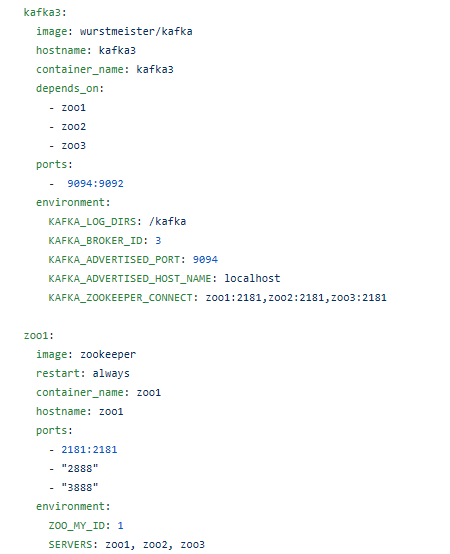 kafka3:
image: wurstmeister/kafka
hostname: kafka3
container_name: kafka3
depends_on:
- zoo1
- zoo2
- zoo3
ports:
- 9094:9092
environment:
KAFKA_LOG_DIRS: /kafka
KAFKA_BROKER_ID: 3
KAFKA_ADVERTISED_PORT: 9094
KAFKA_ADVERTISED_HOST_NAME: localhost
KAFKA_ZOOKEEPER_CONNECT: zoo1:2181,zoo2:2181,zoo3:2181
zoo1:
image: zookeeper
restart: always
container_name: zoo1
hostname: zoo1
ports:
- 2181:2181
- "2888"
- "3888"
environment:
ZOO_MY_ID: 1
SERVERS: zoo1, zoo2, zoo3